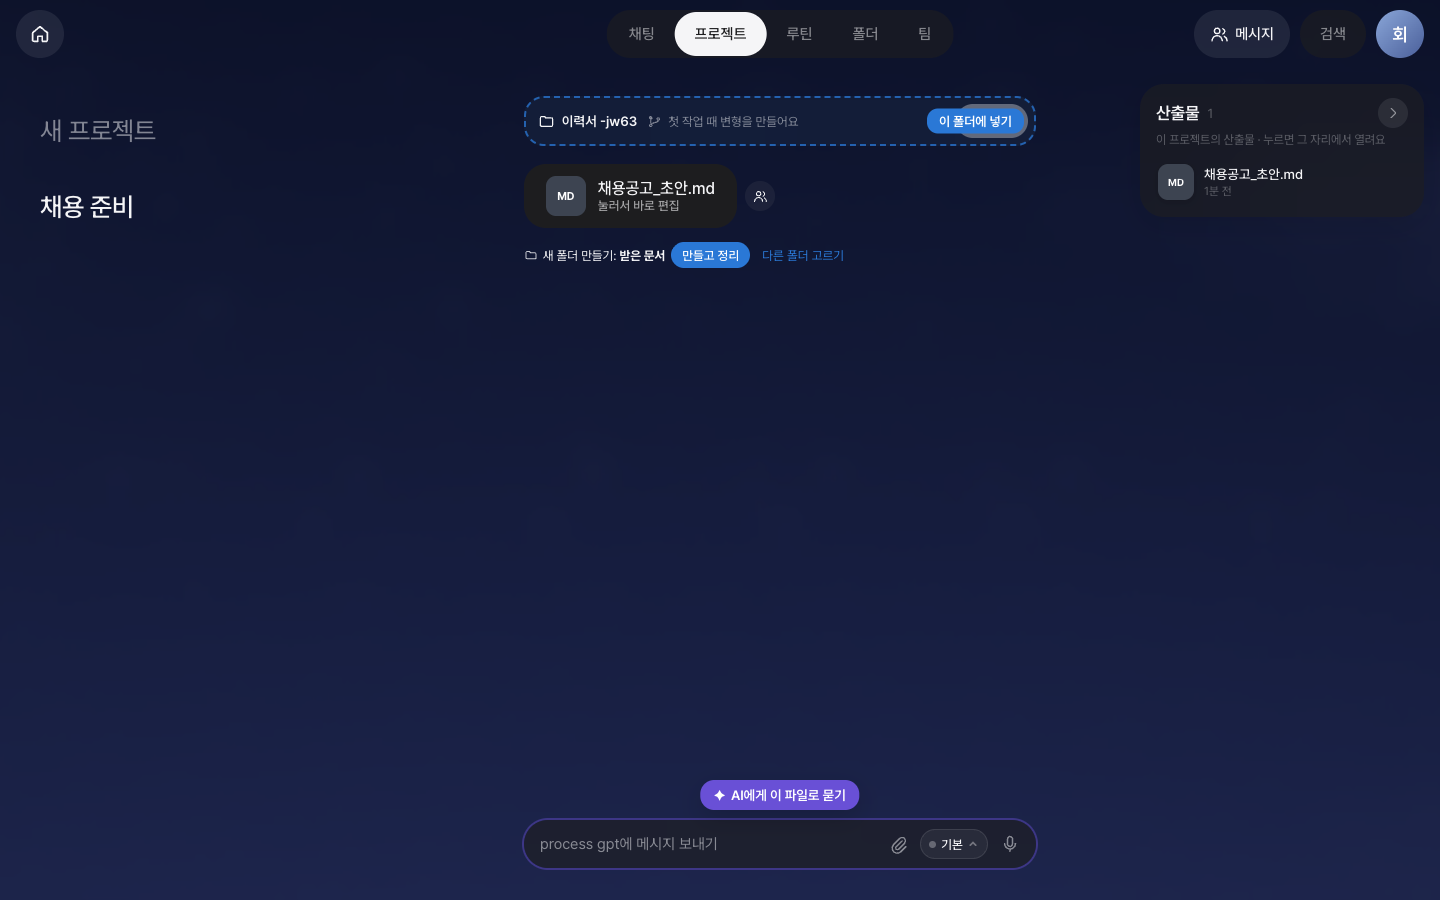 채팅
프로젝트
루틴
폴더
팀
메시지
검색
회
새 프로젝트
채용 준비
이력서 -jw63
첫 작업 때 변형을 만들어요
이 폴더에 넣기
MD
채용공고_초안.md
눌러서 바로 편집
새 폴더 만들기: 받은 문서
만들고 정리
다른 폴더 고르기
산출물 1
이 프로젝트의 산출물 · 누르면 그 자리에서 열려요
MD
채용공고_초안.md
1분 전
AI에게 이 파일로 묻기
process gpt에 메시지 보내기
기본